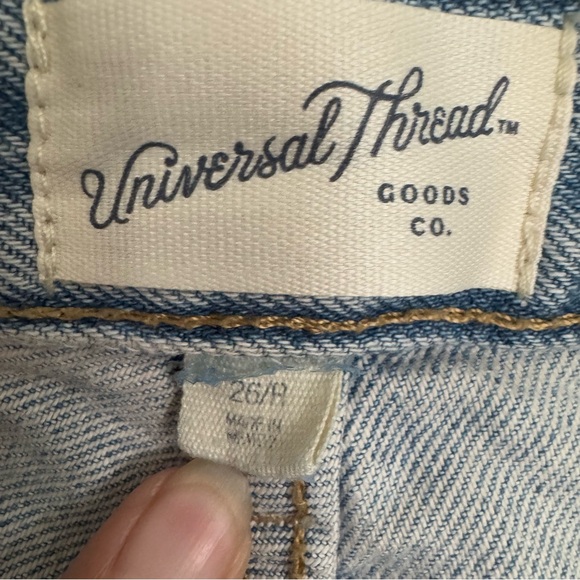 Universal Thread™
GOODS
CO.
26/R
MADE IN
MEXICO